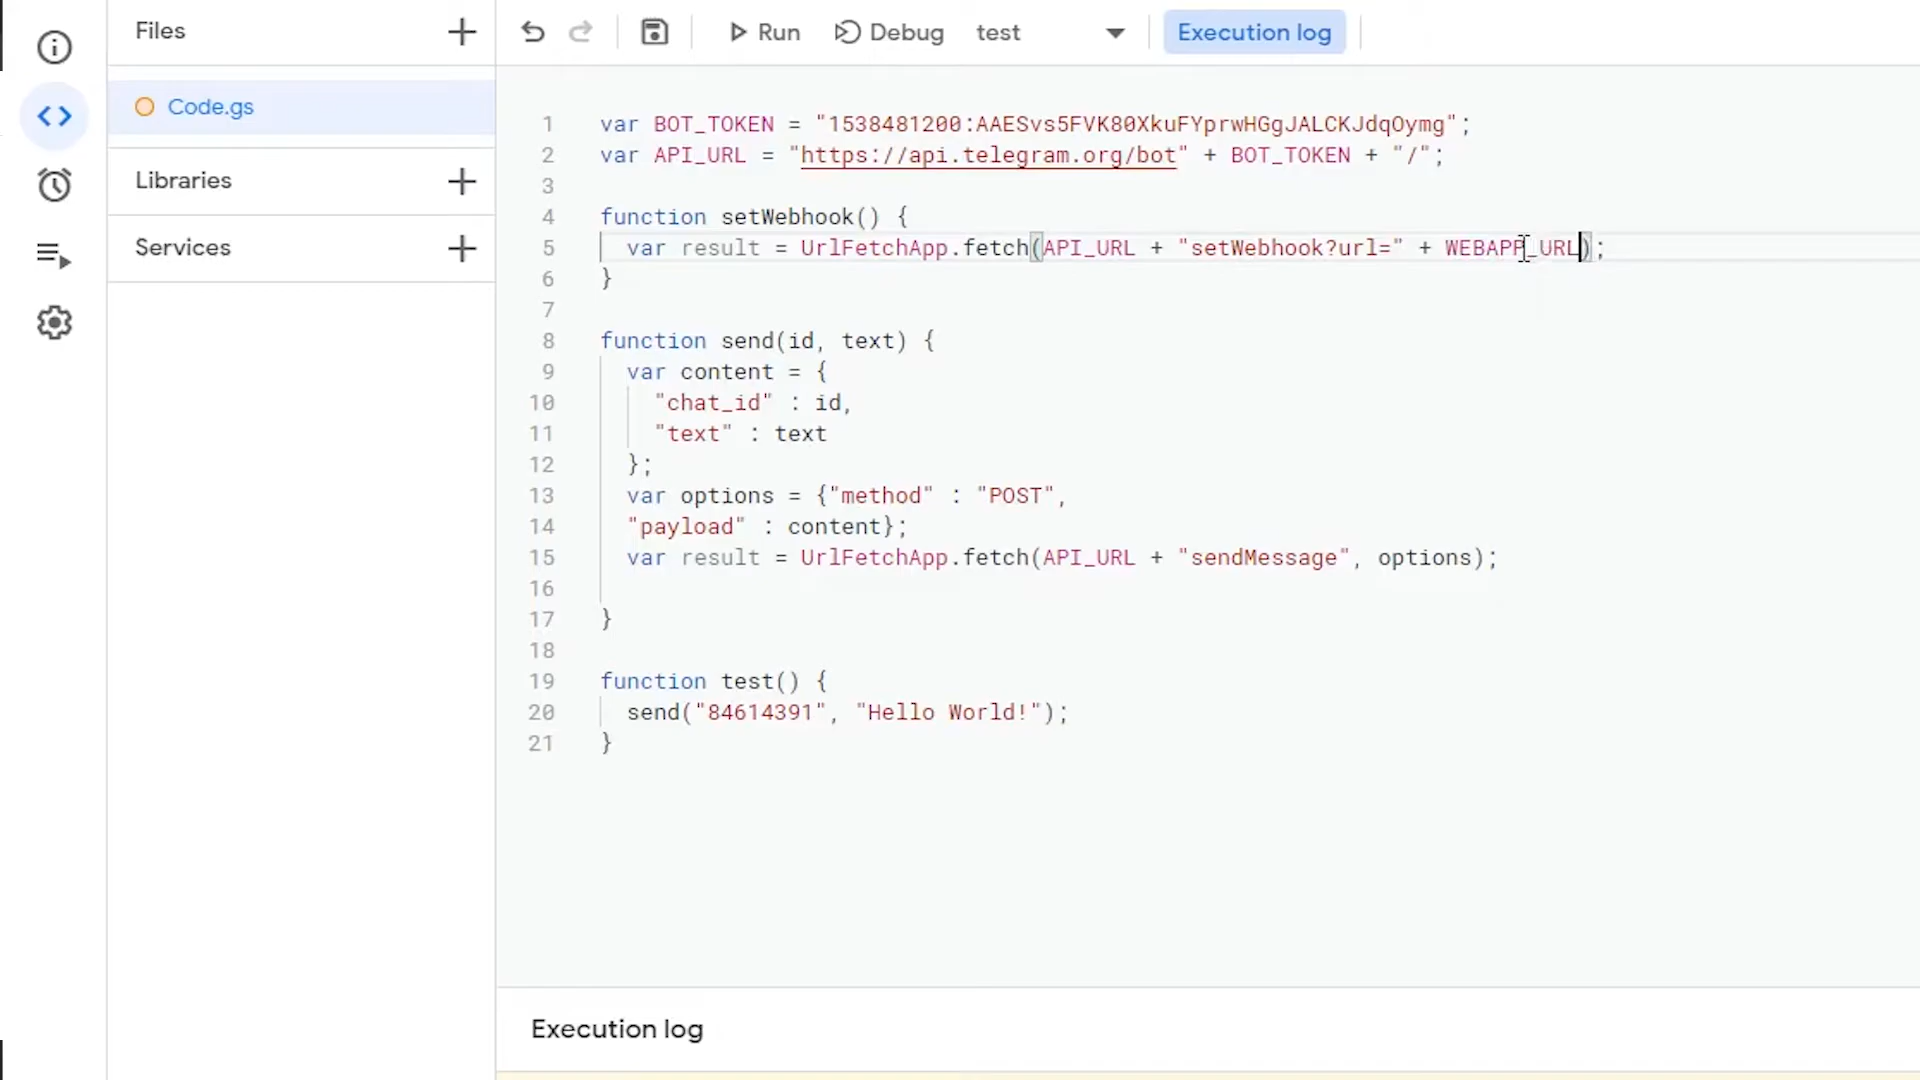 Files
Run
Debug
test
Execution log
Code.gs
Libraries
Services
1 var BOT_TOKEN = "1538481200:AAESvs5FVK80XkuFYprwHGgJALCKJdqOymg";
2 var API_URL = "https://api.telegram.org/bot" + BOT_TOKEN + "/";
3
4 function setWebhook() {
5 var result = UrlFetchApp.fetch(API_URL + "setWebhook?url=" + WEBAPP_URL);
6 }
7
8 function send(id, text) {
9 var content = {
10 "chat_id" : id,
11 "text" : text
12 };
13 var options = {"method" : "POST",
14 "payload" : content};
15 var result = UrlFetchApp.fetch(API_URL + "sendMessage", options);
16
17 }
18
19 function test() {
20 send("84614391", "Hello World!");
21 }
Execution log